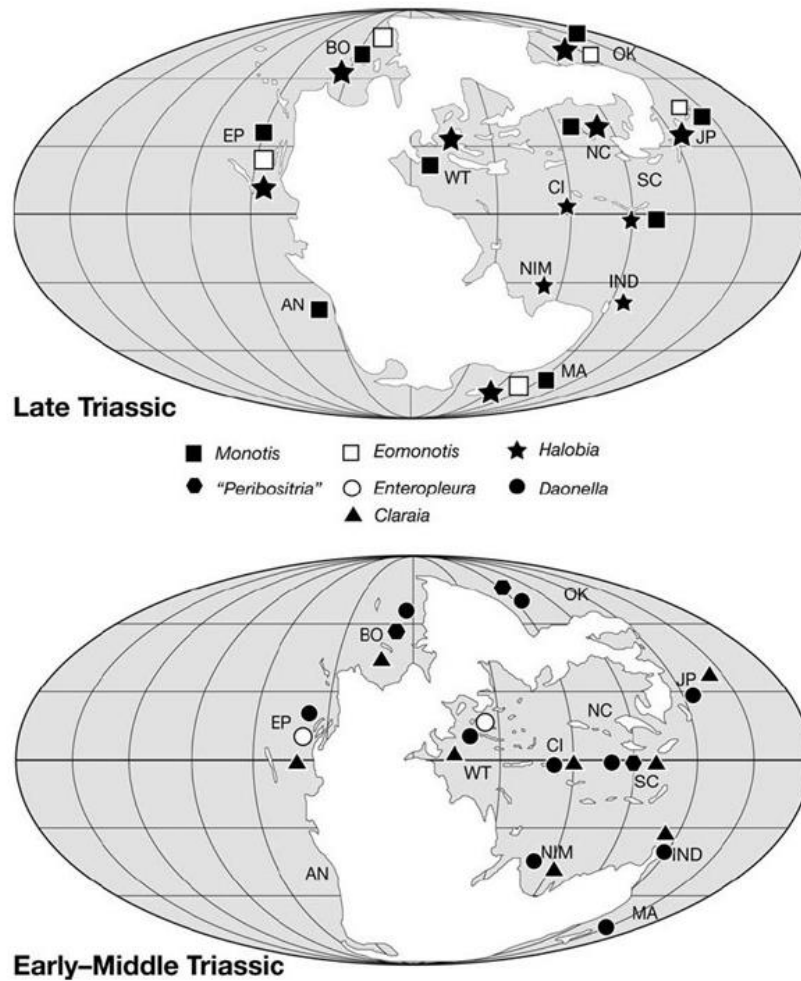 BO
OK
EP
JP
NC
WT
SC
CI
NIM
IND
AN
MA
Late Triassic
Monotis Eomonotis Halobia
"Peribositria" Enteropleura Daonella
Claraia
OK
BO
JP
EP
NC
CI
WT
SC
NIM
IND
AN
MA
Early–Middle Triassic